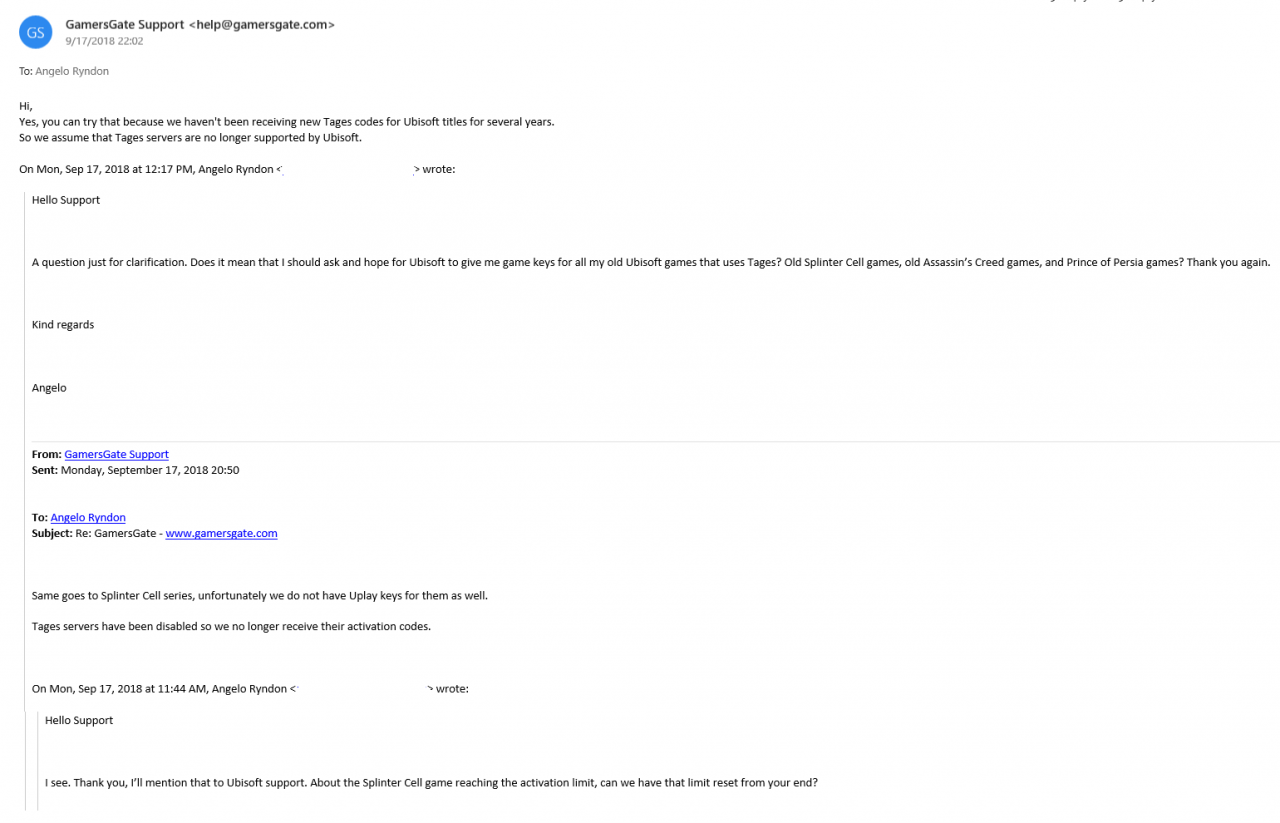 GS
GamersGate Support <help@gamersgate.com>
9/17/2018 22:02
To: Angelo Ryndon
Hi,
Yes, you can try that because we haven't been receiving new Tages codes for Ubisoft titles for several years.
So we assume that Tages servers are no longer supported by Ubisoft.
On Mon, Sep 17, 2018 at 12:17 PM, Angelo Ryndon < > wrote:
Hello Support
A question just for clarification. Does it mean that I should ask and hope for Ubisoft to give me game keys for all my old Ubisoft games that uses Tages? Old Splinter Cell games, old Assassin's Creed games, and Prince of Persia games? Thank you again.
Kind regards
Angelo
From: GamersGate Support
Sent: Monday, September 17, 2018 20:50
To: Angelo Ryndon
Subject: Re: GamersGate - www.gamersgate.com
Same goes to Splinter Cell series, unfortunately we do not have Uplay keys for them as well.
Tages servers have been disabled so we no longer receive their activation codes.
On Mon, Sep 17, 2018 at 11:44 AM, Angelo Ryndon < > wrote:
Hello Support
I see. Thank you, I'll mention that to Ubisoft support. About the Splinter Cell game reaching the activation limit, can we have that limit reset from your end?